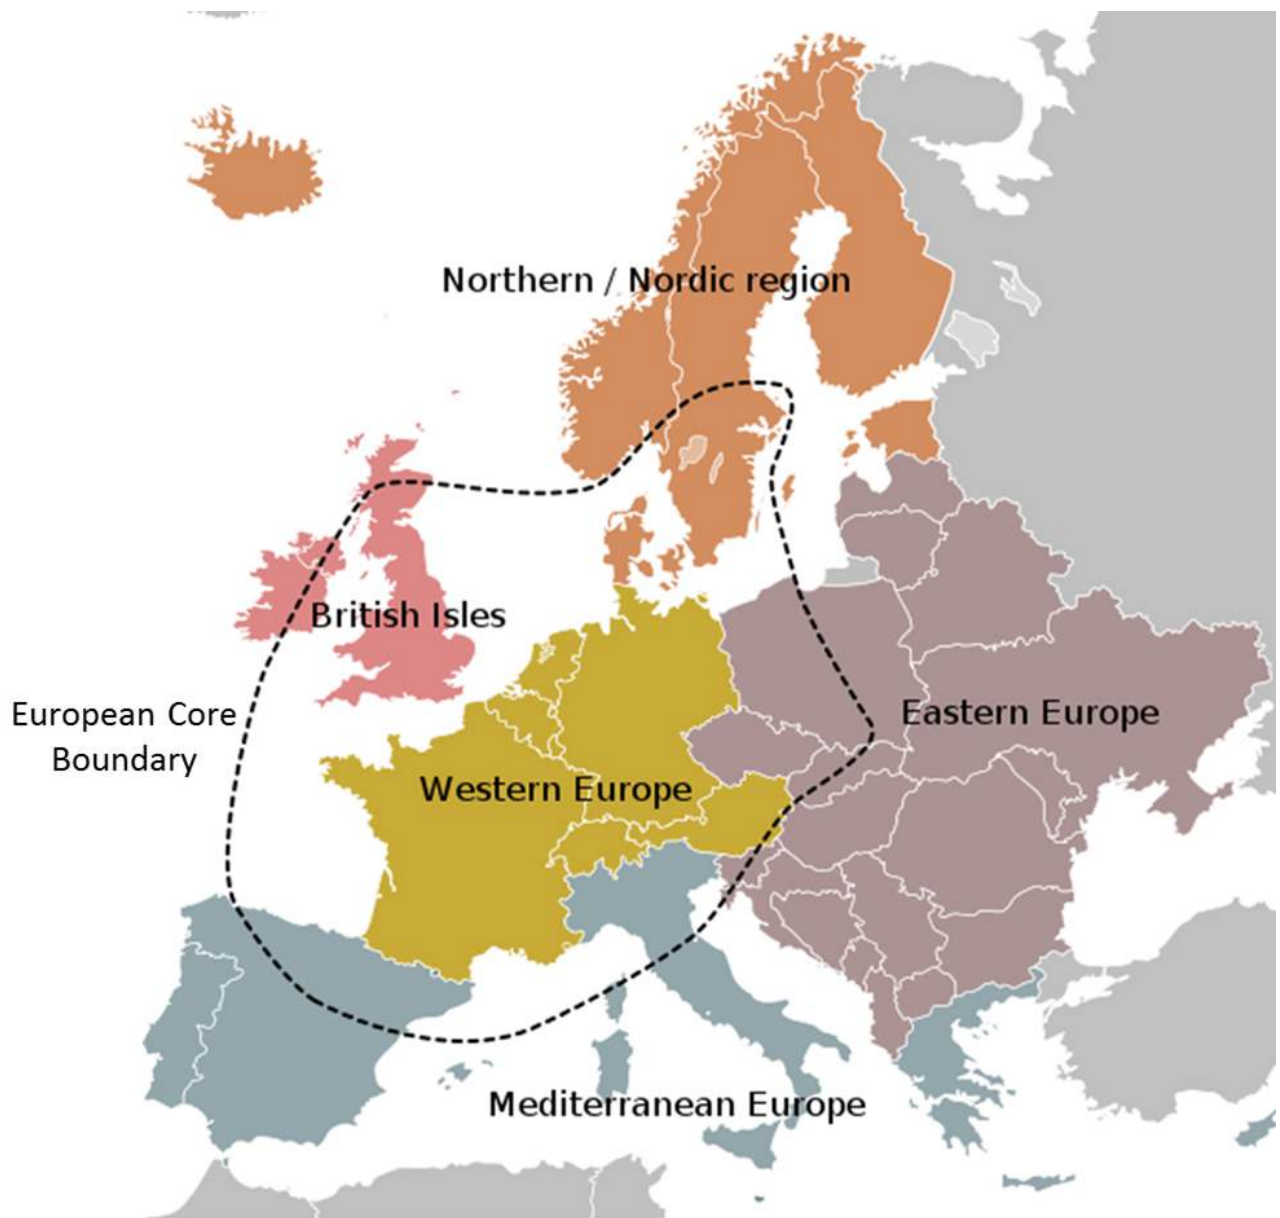 Northern / Nordic region
British Isles
European Core
Boundary
Eastern Europe
Western Europe
Mediterranean Europe